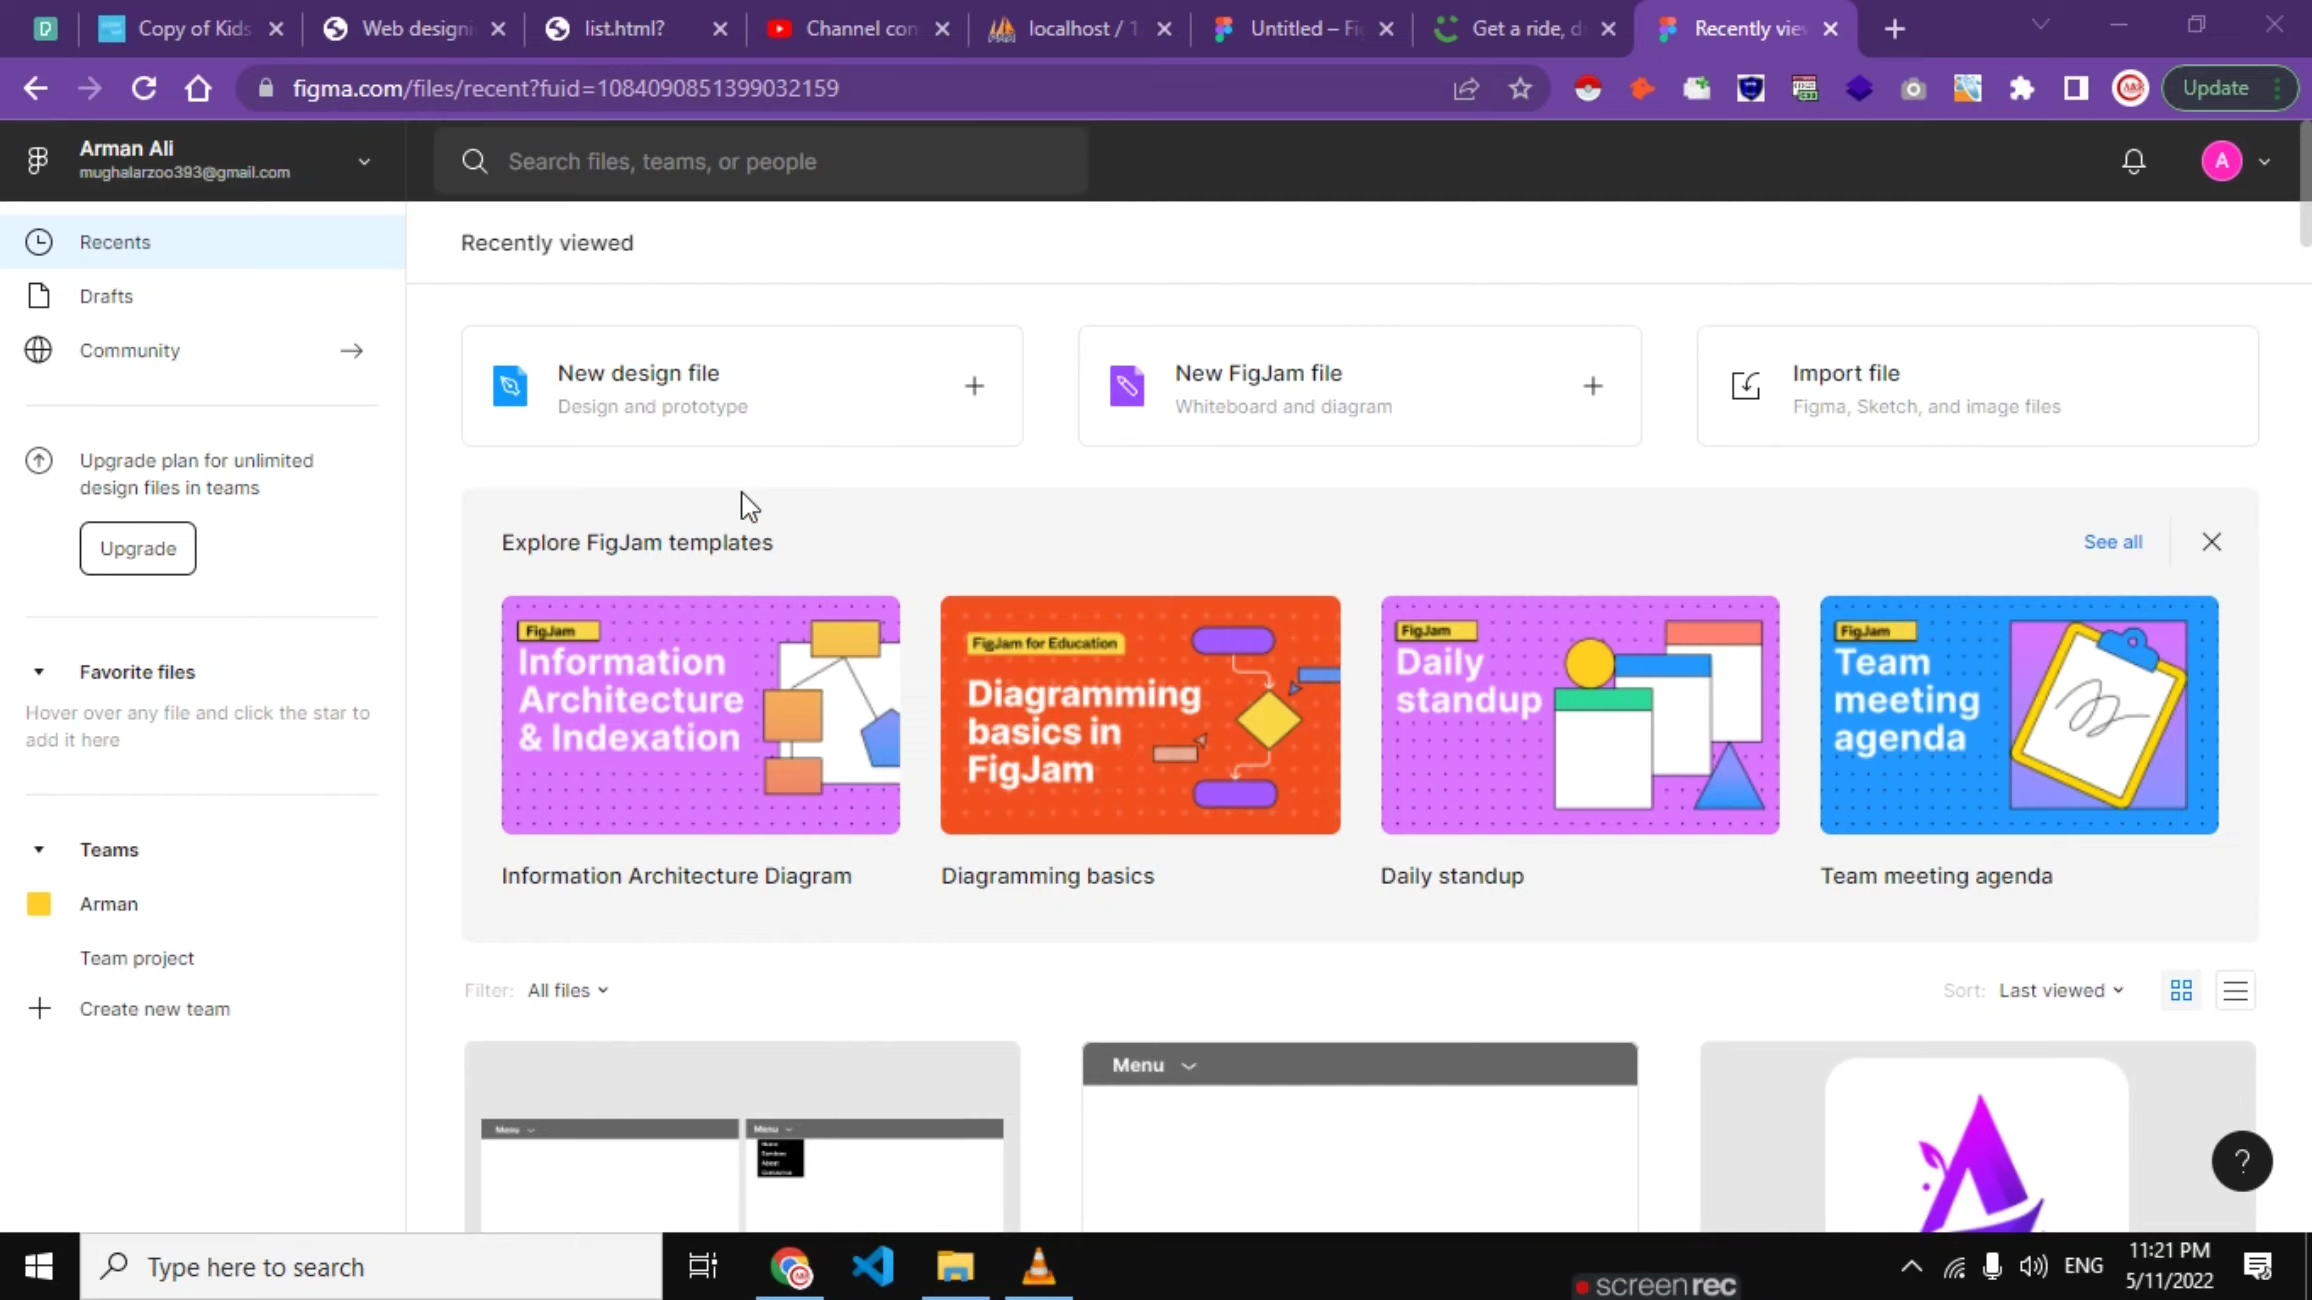 Copy of Kids
Web designi
list.html?
Channel con
localhost / 1
Untitled – Fi
Get a ride, d
Recently view
figma.com/files/recent?fuid=1084090851399032159
Update
Arman Ali
mughalarzoo393@gmail.com
Search files, teams, or people
A
Recents
Drafts
Community
Upgrade plan for unlimited
design files in teams
Upgrade
Favorite files
Hover over any file and click the star to
add it here
Teams
Arman
Team project
Create new team
Recently viewed
New design file
Design and prototype
New FigJam file
Whiteboard and diagram
Import file
Figma, Sketch, and image files
Explore FigJam templates
See all
FigJam
Information
Architecture
& Indexation
FigJam for Education
Diagramming
basics in
FigJam
FigJam
Daily
standup
FigJam
Team
meeting
agenda
Information Architecture Diagram
Diagramming basics
Daily standup
Team meeting agenda
Filter: All files
Sort: Last viewed
Menu
Menu
Menu
?
Type here to search
ENG
11:21 PM
5/11/2022
screenrec